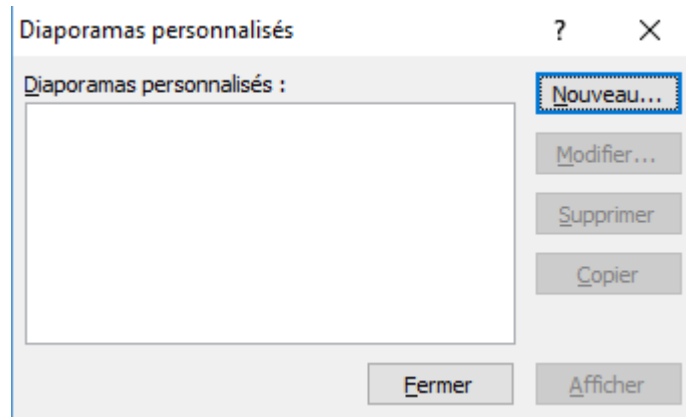 Diaporamas personnalisés
?
Diaporamas personnalisés :
Nouveau...
Modifier...
Supprimer
Copier
Fermer
Afficher